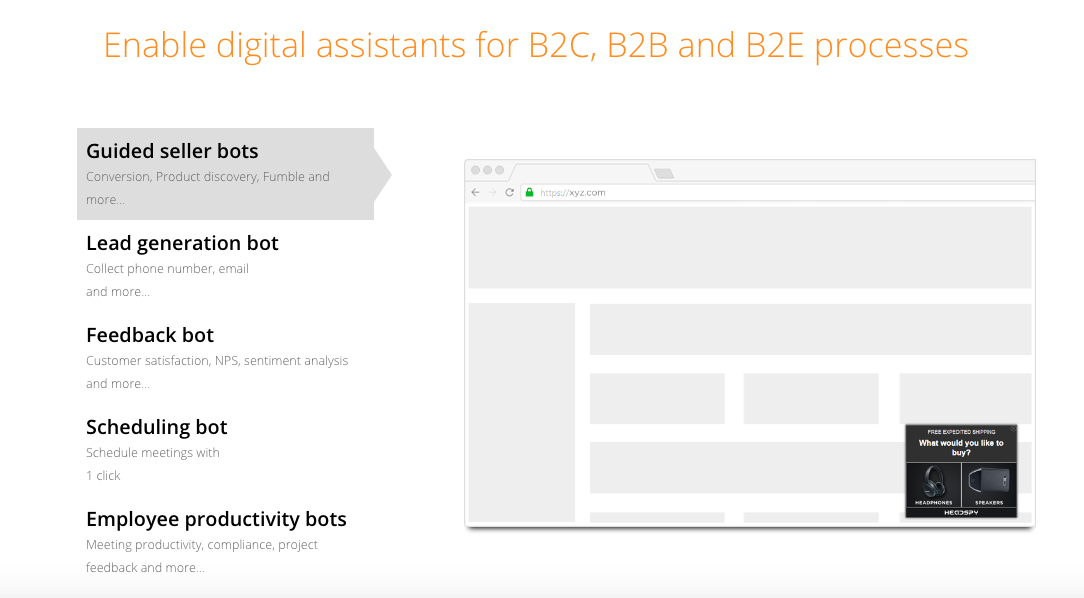 Enable digital assistants for B2C, B2B and B2E processes
Guided seller bots
Conversion, Product discovery, Fumble and
more...
Lead generation bot
Collect phone number, email
and more...
Feedback bot
Customer satisfaction, NPS, sentiment analysis
and more...
Scheduling bot
Schedule meetings with
1 click
Employee productivity bots
Meeting productivity, compliance, project
feedback and more...
https://xyz.com
FREE EXPEDITED SHIPPING
What would you like to
buy?
HEADPHONES
SPEAKERS
HEADSPY